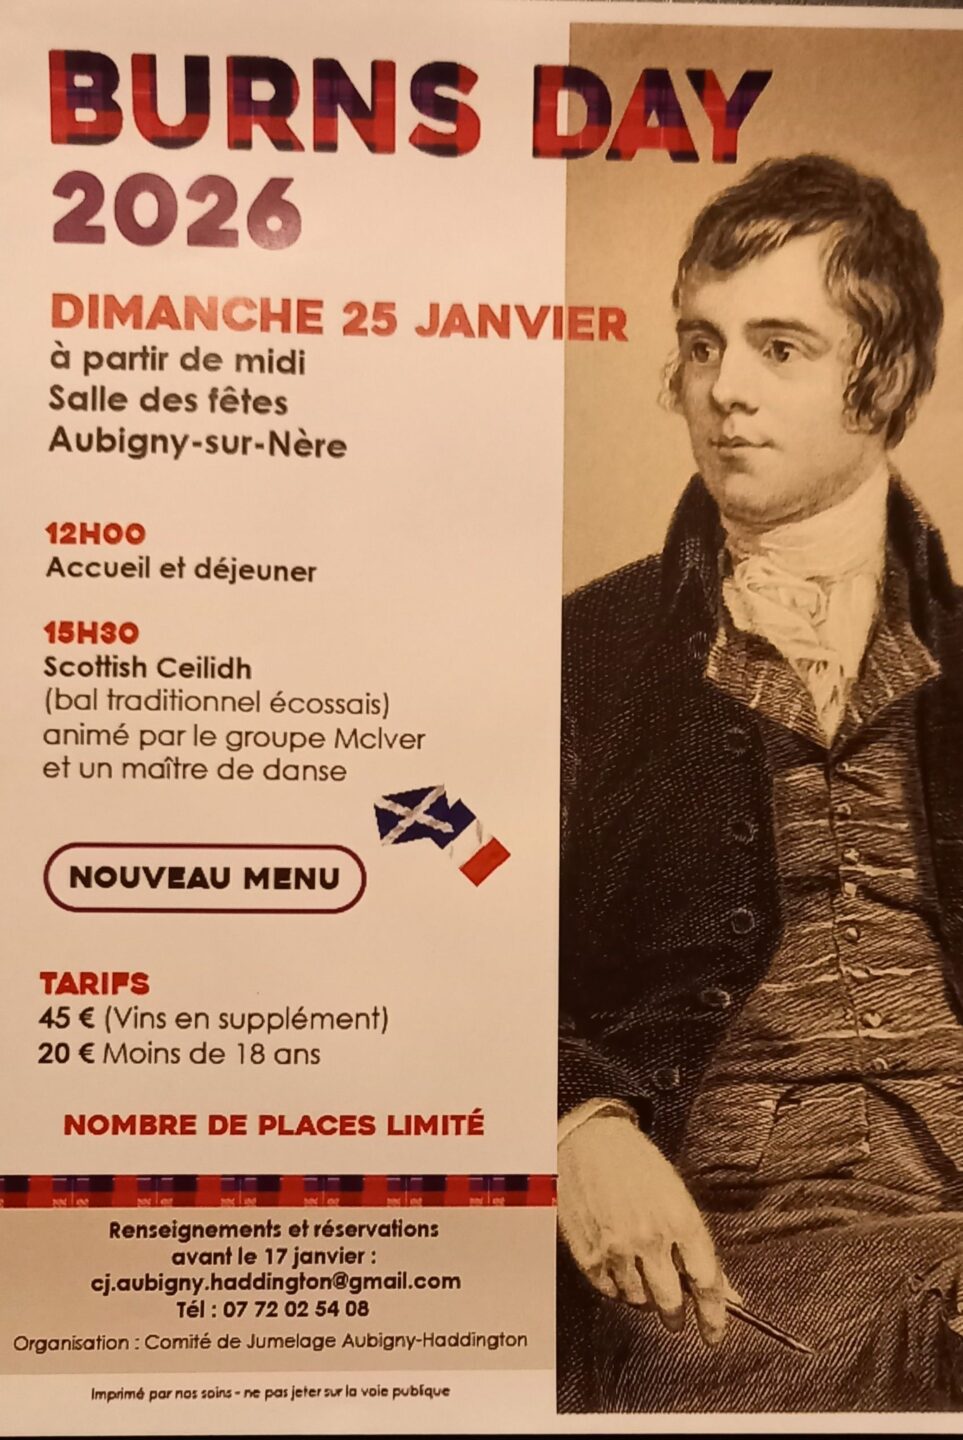 BURNS DAY
2026
DIMANCHE 25 JANVIER
à partir de midi
Salle des fêtes
Aubigny-sur-Nère
12H00
Accueil et déjeuner
15H30
Scottish Ceilidh
(bal traditionnel écossais)
animé par le groupe McIver
et un maître de danse
NOUVEAU MENU
TARIFS
45 € (Vins en supplément)
20 € Moins de 18 ans
NOMBRE DE PLACES LIMITÉ
Renseignements et réservations
avant le 17 janvier :
cj.aubigny.haddington@gmail.com
Tél : 07 72 02 54 08
Organisation : Comité de Jumelage Aubigny-Haddington
Imprimé par nos soins - ne pas jeter sur la voie publique